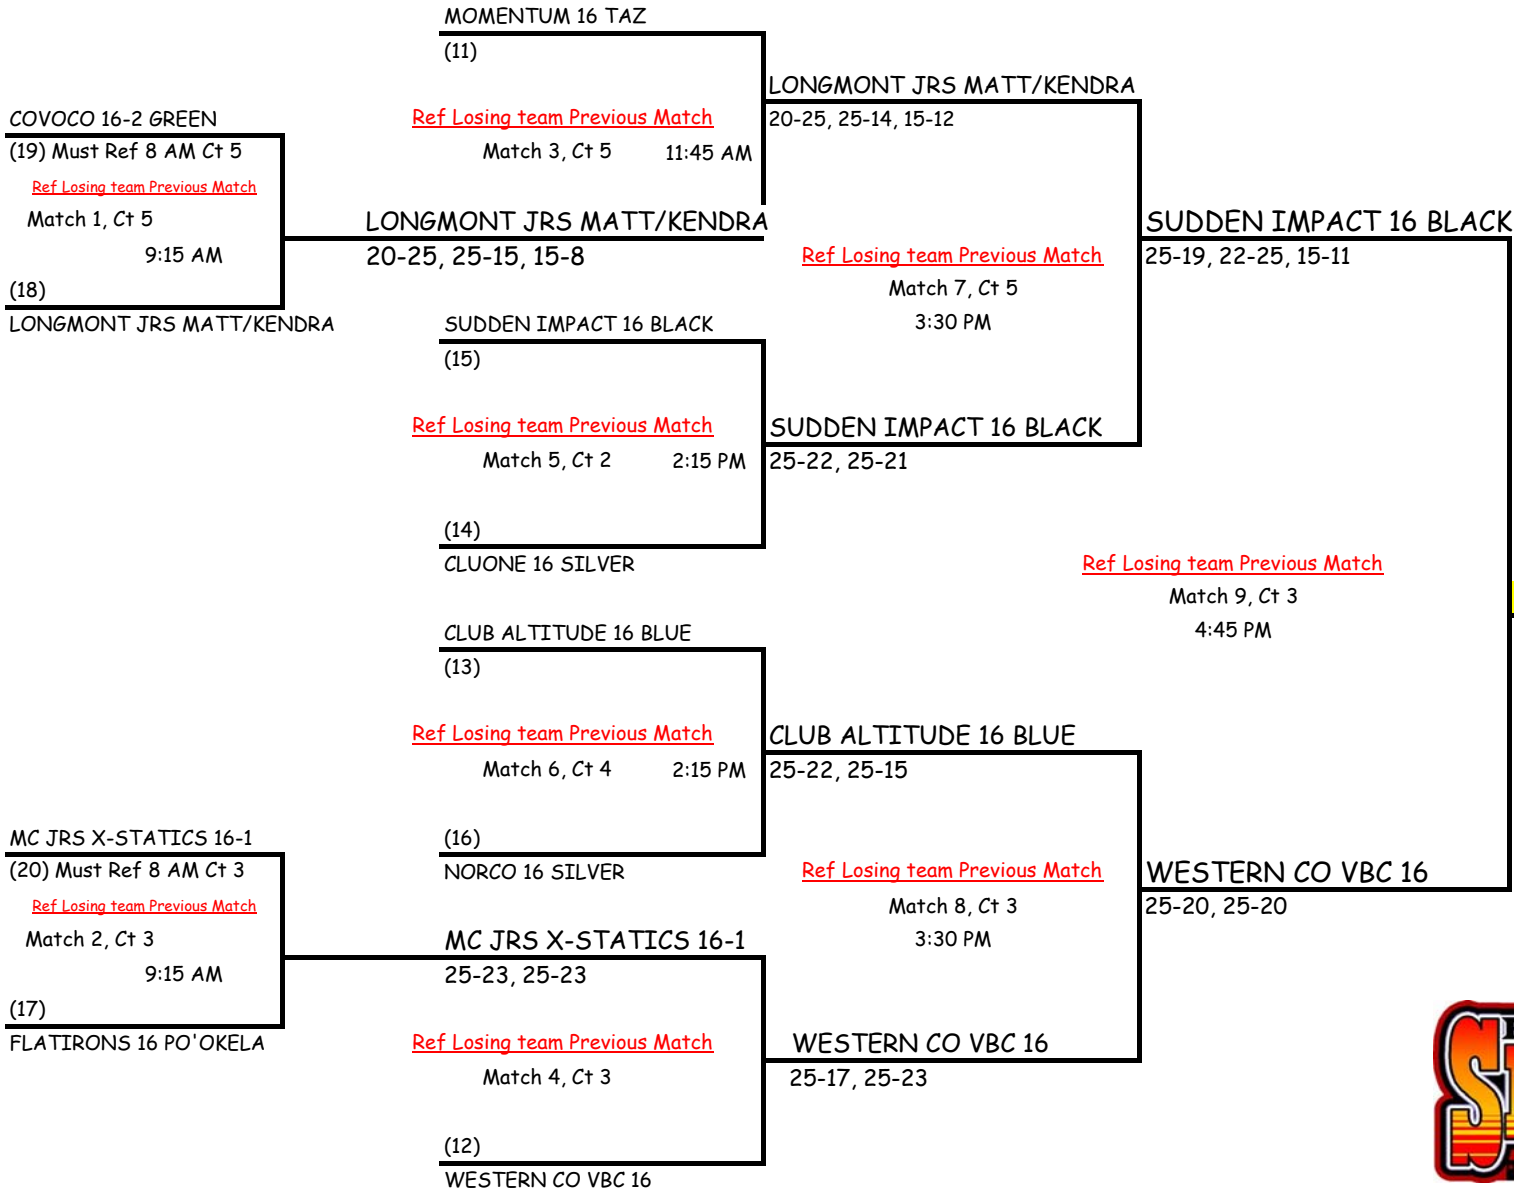 MOMENTUM 16 TAZ
(11)
LONGMONT JRS MATT/KENDRA
20-25, 25-14, 15-12
COVOCO 16-2 GREEN
(19) Must Ref 8 AM Ct 5
Ref Losing team Previous Match
Match 1, Ct 5
9:15 AM
(18)
LONGMONT JRS MATT/KENDRA
Ref Losing team Previous Match
Match 3, Ct 5 11:45 AM
LONGMONT JRS MATT/KENDRA
20-25, 25-15, 15-8
Ref Losing team Previous Match
Match 7, Ct 5
3:30 PM
SUDDEN IMPACT 16 BLACK
25-19, 22-25, 15-11
SUDDEN IMPACT 16 BLACK
(15)
Ref Losing team Previous Match
Match 5, Ct 2 2:15 PM
SUDDEN IMPACT 16 BLACK
25-22, 25-21
(14)
CLUONE 16 SILVER
Ref Losing team Previous Match
Match 9, Ct 3
4:45 PM
CLUB ALTITUDE 16 BLUE
(13)
Ref Losing team Previous Match
Match 6, Ct 4 2:15 PM
CLUB ALTITUDE 16 BLUE
25-22, 25-15
(16)
NORCO 16 SILVER
MC JRS X-STATICS 16-1
(20) Must Ref 8 AM Ct 3
Ref Losing team Previous Match
Match 2, Ct 3
9:15 AM
(17)
FLATIRONS 16 PO'OKELA
Ref Losing team Previous Match
Match 8, Ct 3
3:30 PM
WESTERN CO VBC 16
25-20, 25-20
MC JRS X-STATICS 16-1
25-23, 25-23
Ref Losing team Previous Match
Match 4, Ct 3
WESTERN CO VBC 16
25-17, 25-23
(12)
WESTERN CO VBC 16